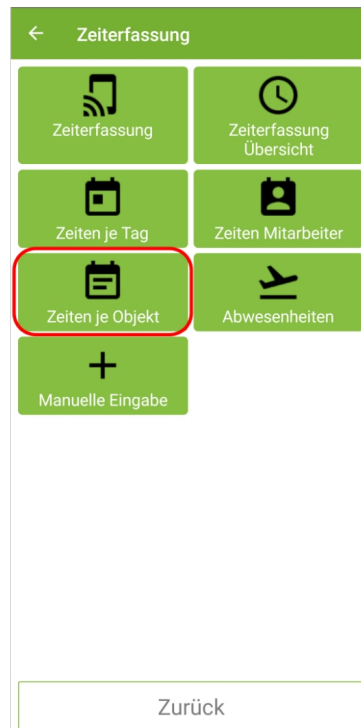 Zeiterfassung
Zeiterfassung
Zeiterfassung
Übersicht
Zeiten je Tag
Zeiten Mitarbeiter
Zeiten je Objekt
Abwesenheiten
Manuelle Eingabe
Zurück